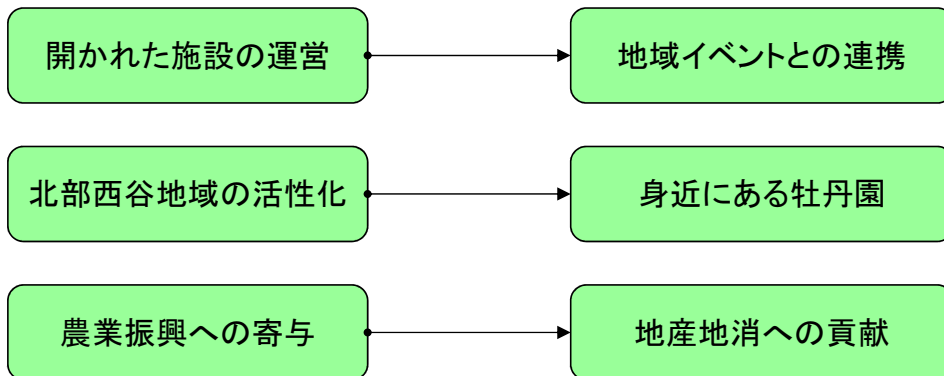 開かれた施設の運営
地域イベントとの連携
北部西谷地域の活性化
身近にある牡丹園
農業振興への寄与
地産地消への貢献